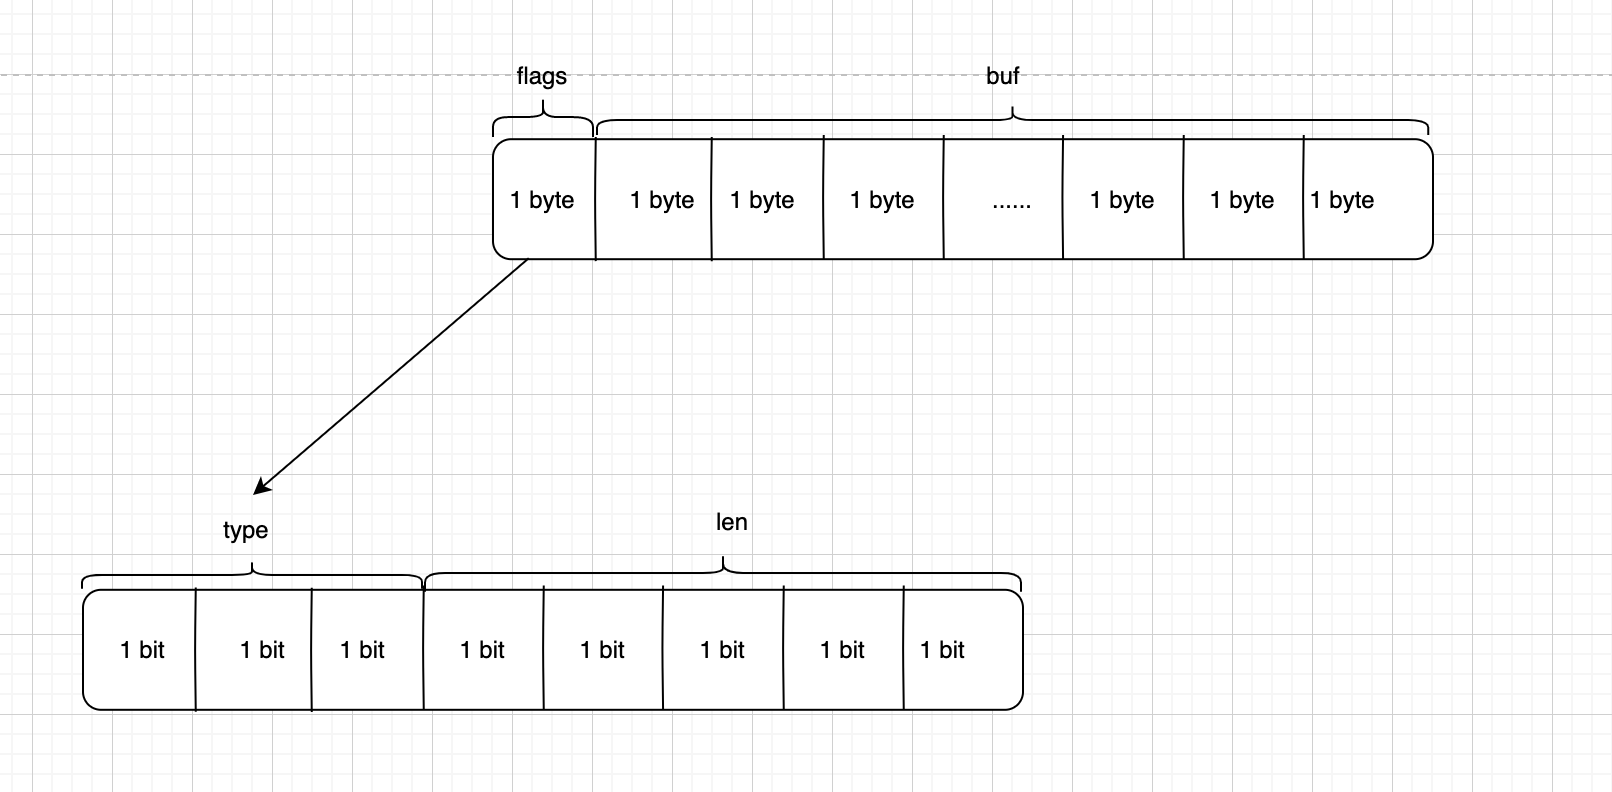 flags
buf
1 byte
1 byte
1 byte
1 byte
......
1 byte
1 byte
1 byte
type
len
1 bit
1 bit
1 bit
1 bit
1 bit
1 bit
1 bit
1 bit